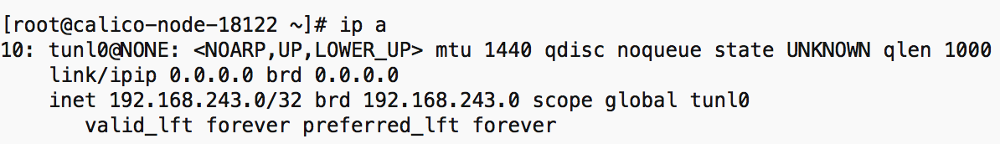 [root@calico-node-18122 ~]# ip a
10: tunl0@NONE: <NOARP,UP,LOWER_UP> mtu 1440 qdisc noqueue state UNKNOWN qlen 1000
    link/ipip 0.0.0.0 brd 0.0.0.0
    inet 192.168.243.0/32 brd 192.168.243.0 scope global tunl0
       valid_lft forever preferred_lft forever